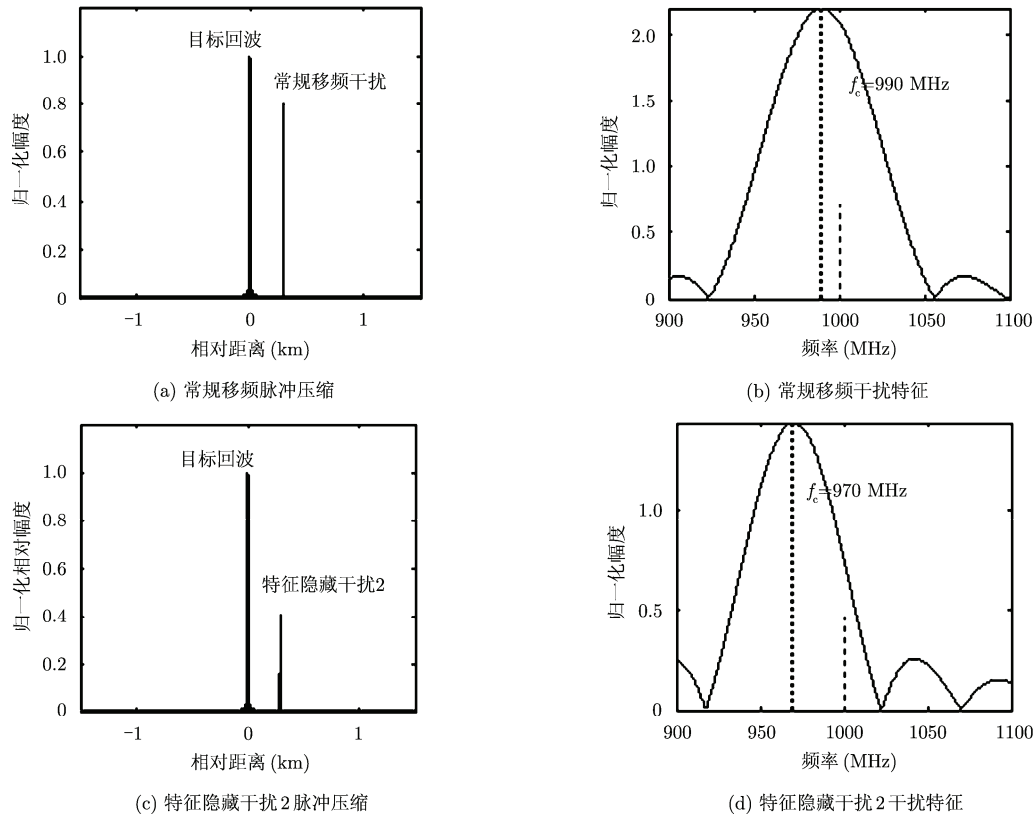 目标回波
常规移频干扰
归一化幅度
1.0
0.8
0.6
0.4
0.2
0
−1
0
1
相对距离 (km)
(a) 常规移频脉冲压缩
归一化幅度
2.0
1.5
1.0
0.5
0
fc=990 MHz
900
950
1000
1050
1100
频率 (MHz)
(b) 常规移频干扰特征
目标回波
特征隐藏干扰2
归一化相对幅度
1.0
0.8
0.6
0.4
0.2
0
−1
0
1
相对距离 (km)
(c) 特征隐藏干扰 2 脉冲压缩
归一化幅度
1.0
0.5
0
fc=970 MHz
900
950
1000
1050
1100
频率 (MHz)
(d) 特征隐藏干扰 2 干扰特征